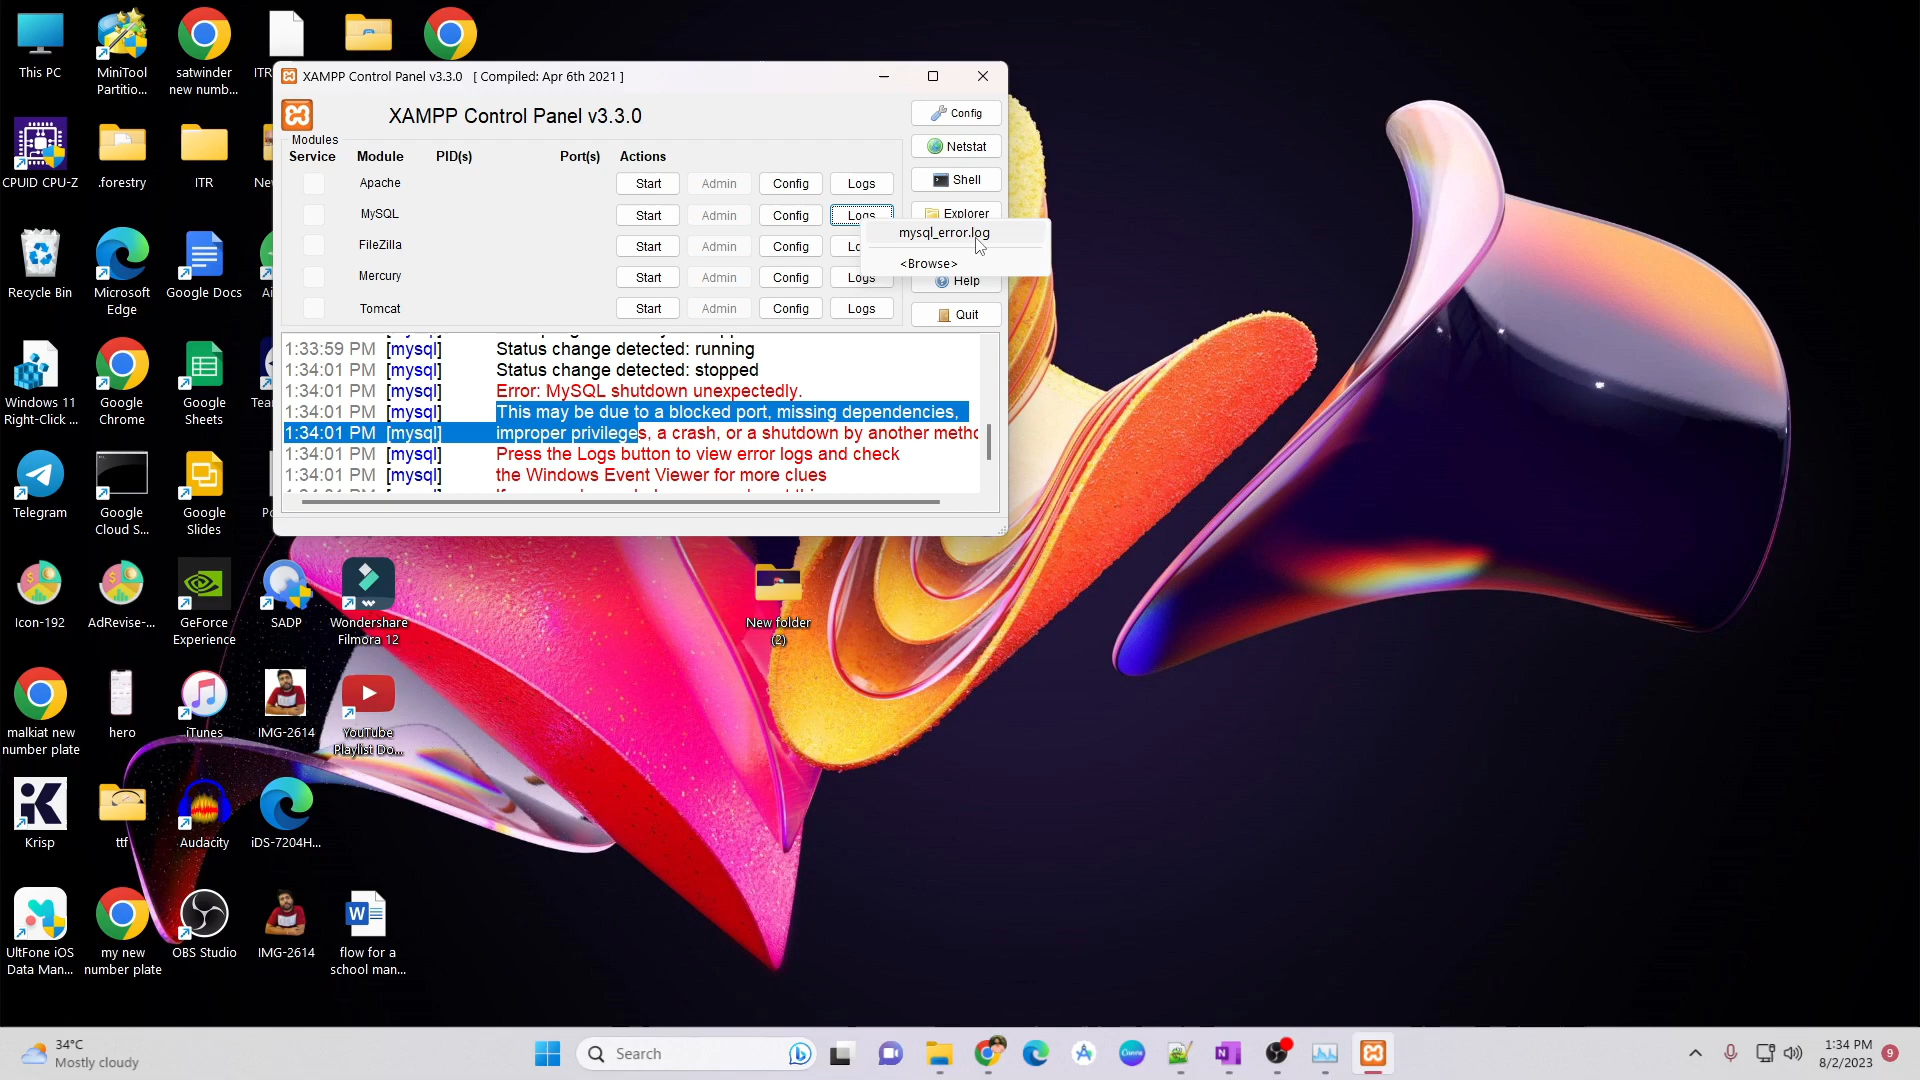 This PC
MiniTool
Partitio...
satwinder
new numb...
XAMPP Control Panel v3.3.0 [ Compiled: Apr 6th 2021 ]
XAMPP Control Panel v3.3.0
Config
Netstat
Shell
Explorer
Help
Quit
Modules
Service
Module
PID(s)
Port(s)
Actions
Apache
Start
Admin
Config
Logs
MySQL
Start
Admin
Config
Logs
mysql_error.log
<Browse>
FileZilla
Start
Admin
Config
Mercury
Start
Admin
Config
Logs
Tomcat
Start
Admin
Config
Logs
1:33:59 PM [mysql] Status change detected: running
1:34:01 PM [mysql] Status change detected: stopped
1:34:01 PM [mysql] Error: MySQL shutdown unexpectedly.
1:34:01 PM [mysql] This may be due to a blocked port, missing dependencies,
1:34:01 PM [mysql] improper privileges, a crash, or a shutdown by another
1:34:01 PM [mysql] Press the Logs button to view error logs and check
1:34:01 PM [mysql] the Windows Event Viewer for more clues
CPUID CPU-Z
.forestry
ITR
Recycle Bin
Microsoft
Edge
Google Docs
Windows 11
Right-Click ...
Google
Chrome
Google
Sheets
Telegram
Google
Cloud S...
Google
Slides
Icon-192
AdRevise-...
GeForce
Experience
SADP
Wondershare
Filmora 12
New folder
(2)
malkiat new
number plate
hero
iTunes
IMG-2614
YouTube
Playlist Do...
Krisp
ttf
Audacity
iDS-7204H...
UltFone iOS
Data Man...
my new
number plate
OBS Studio
IMG-2614
flow for a
school man...
34°C
Mostly cloudy
Search
1:34 PM
8/2/2023
9